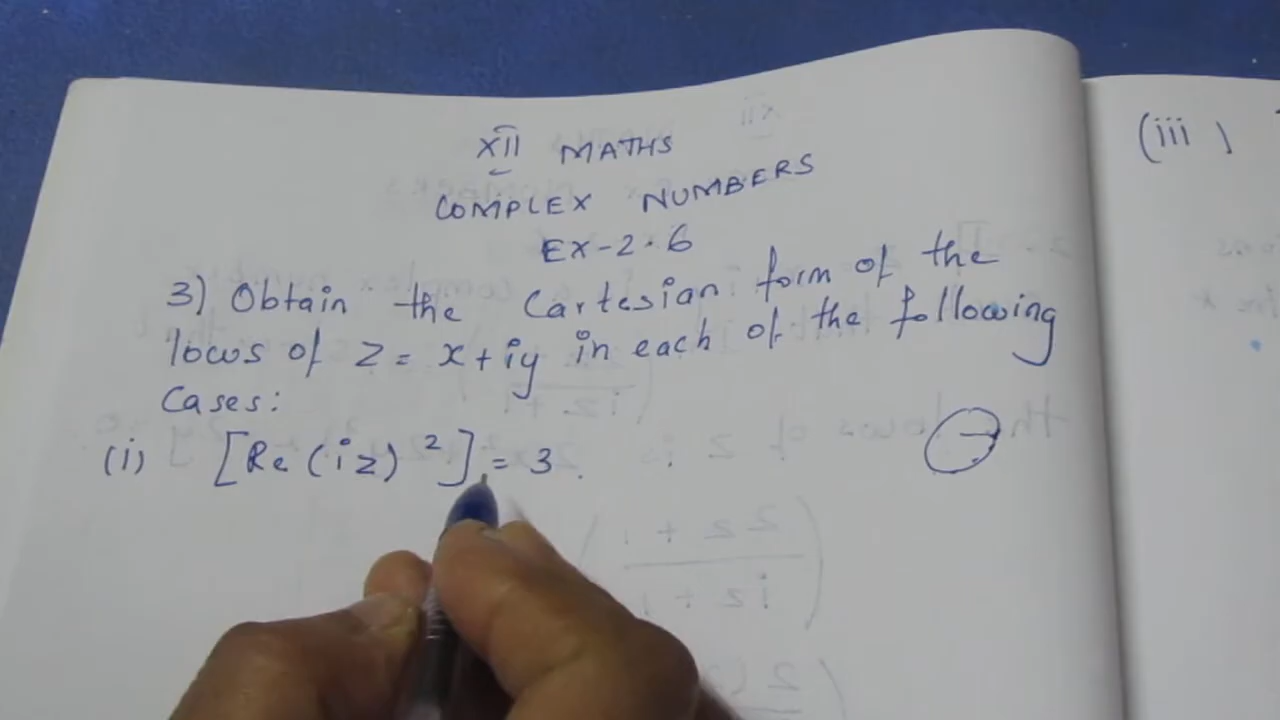 XII MATHS
COMPLEX NUMBERS
EX-2.6
3) Obtain the Cartesian form of the
locus of z = x + iy in each of the following
Cases:
(i) [Re (iz)²] = 3.
(iii)